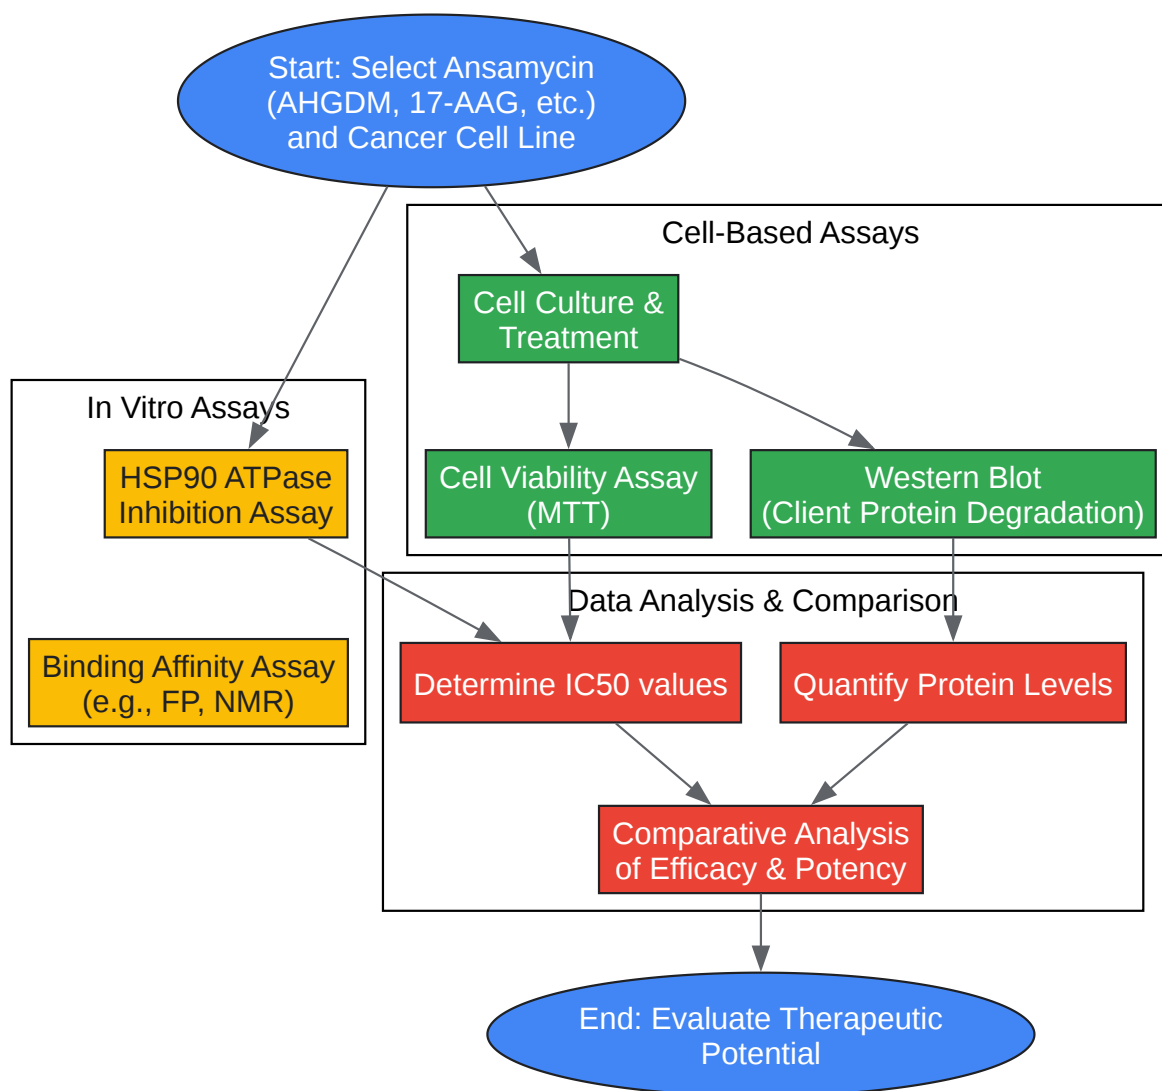 Start: Select Ansamycin
(AHGDM, 17-AAG, etc.)
and Cancer Cell Line
Cell-Based Assays
Cell Culture &
Treatment
In Vitro Assays
HSP90 ATPase
Inhibition Assay
Cell Viability Assay
(MTT)
Western Blot
(Client Protein Degradation)
Data Analysis & Comparison
Binding Affinity Assay
(e.g., FP, NMR)
Determine IC50 values
Quantify Protein Levels
Comparative Analysis
of Efficacy & Potency
End: Evaluate Therapeutic
Potential